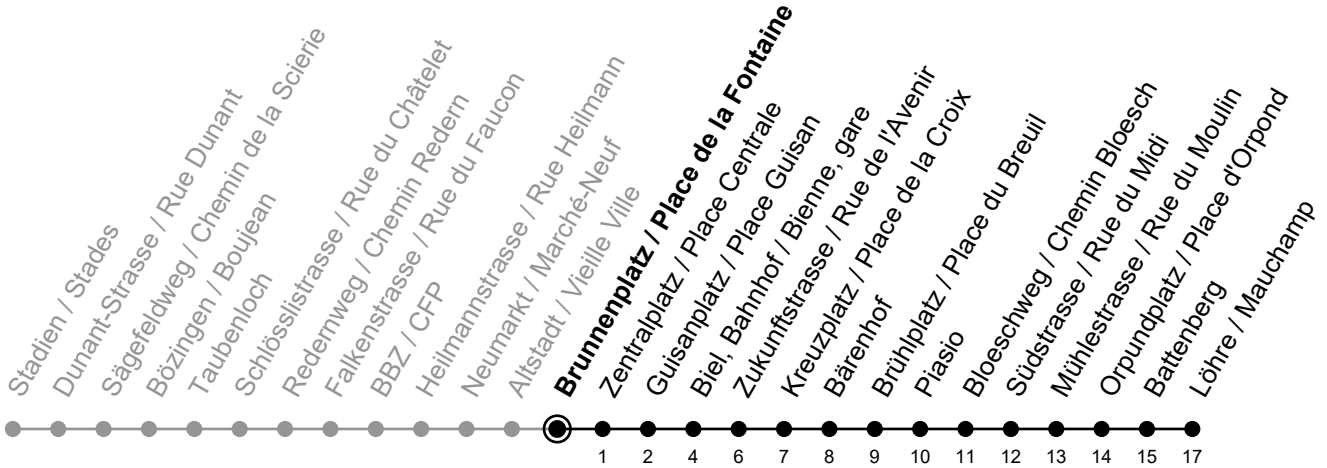 Stadien / Stades
Dunant-Strasse / Rue Dunant
Sägefeldweg / Chemin de la Scierie
Bözingen / Boujean
Taubenloch
Schlösslistrasse / Rue du Châtelet
Redernweg / Chemin Redern
Falkenstrasse / Rue du Faucon
BBZ / CFP
Heilmannstrasse / Rue Heilmann
Neumarkt / Marché-Neuf
Altstadt / Vieille Ville
Brunnenplatz / Place de la Fontaine
Zentralplatz / Place Centrale
Guisanplatz / Place Guisan
Biel, Bahnhof / Bienne, gare
Zukunftstrasse / Rue de l'Avenir
Kreuzplatz / Place de la Croix
Bärenhof
Brühlplatz / Place du Breuil
Piasio
Bloeschweg / Chemin Bloesch
Südstrasse / Rue du Midi
Mühlestrasse / Rue du Moulin
Orpundplatz / Place d'Orpond
Battenberg
Löhre / Mauchamp
1 2 4 6 7 8 9 10 11 12 13 14 15 17